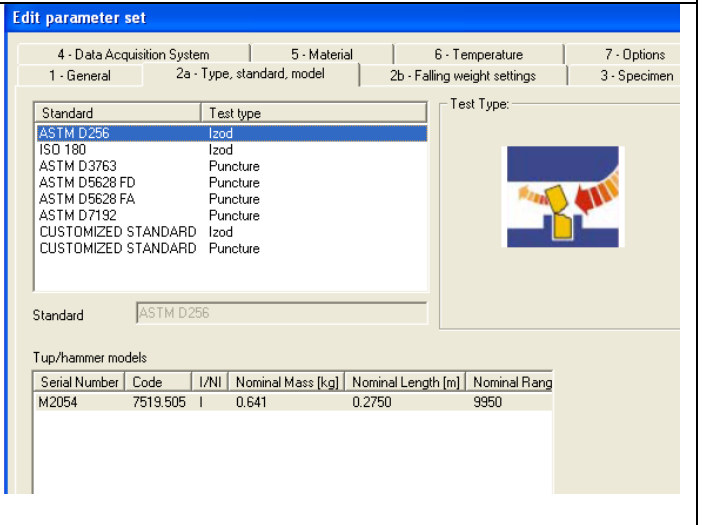 Edit parameter set
4 - Data Acquisition System 5 - Material 6 - Temperature 7 - Options
1 - General 2a - Type, standard, model 2b - Falling weight settings 3 - Specimen
Standard Test type
ASTM D256 Izod
ISO 180 Izod
ASTM D3763 Puncture
ASTM D5628 FD Puncture
ASTM D5628 FA Puncture
ASTM D7192 Puncture
CUSTOMIZED STANDARD Izod
CUSTOMIZED STANDARD Puncture
Test Type:
Standard ASTM D256
Tup/hammer models
Serial Number Code I/NI Nominal Mass [kg] Nominal Length [m] Nominal Rang
M2054 7519.505 I 0.641 0.2750 9950